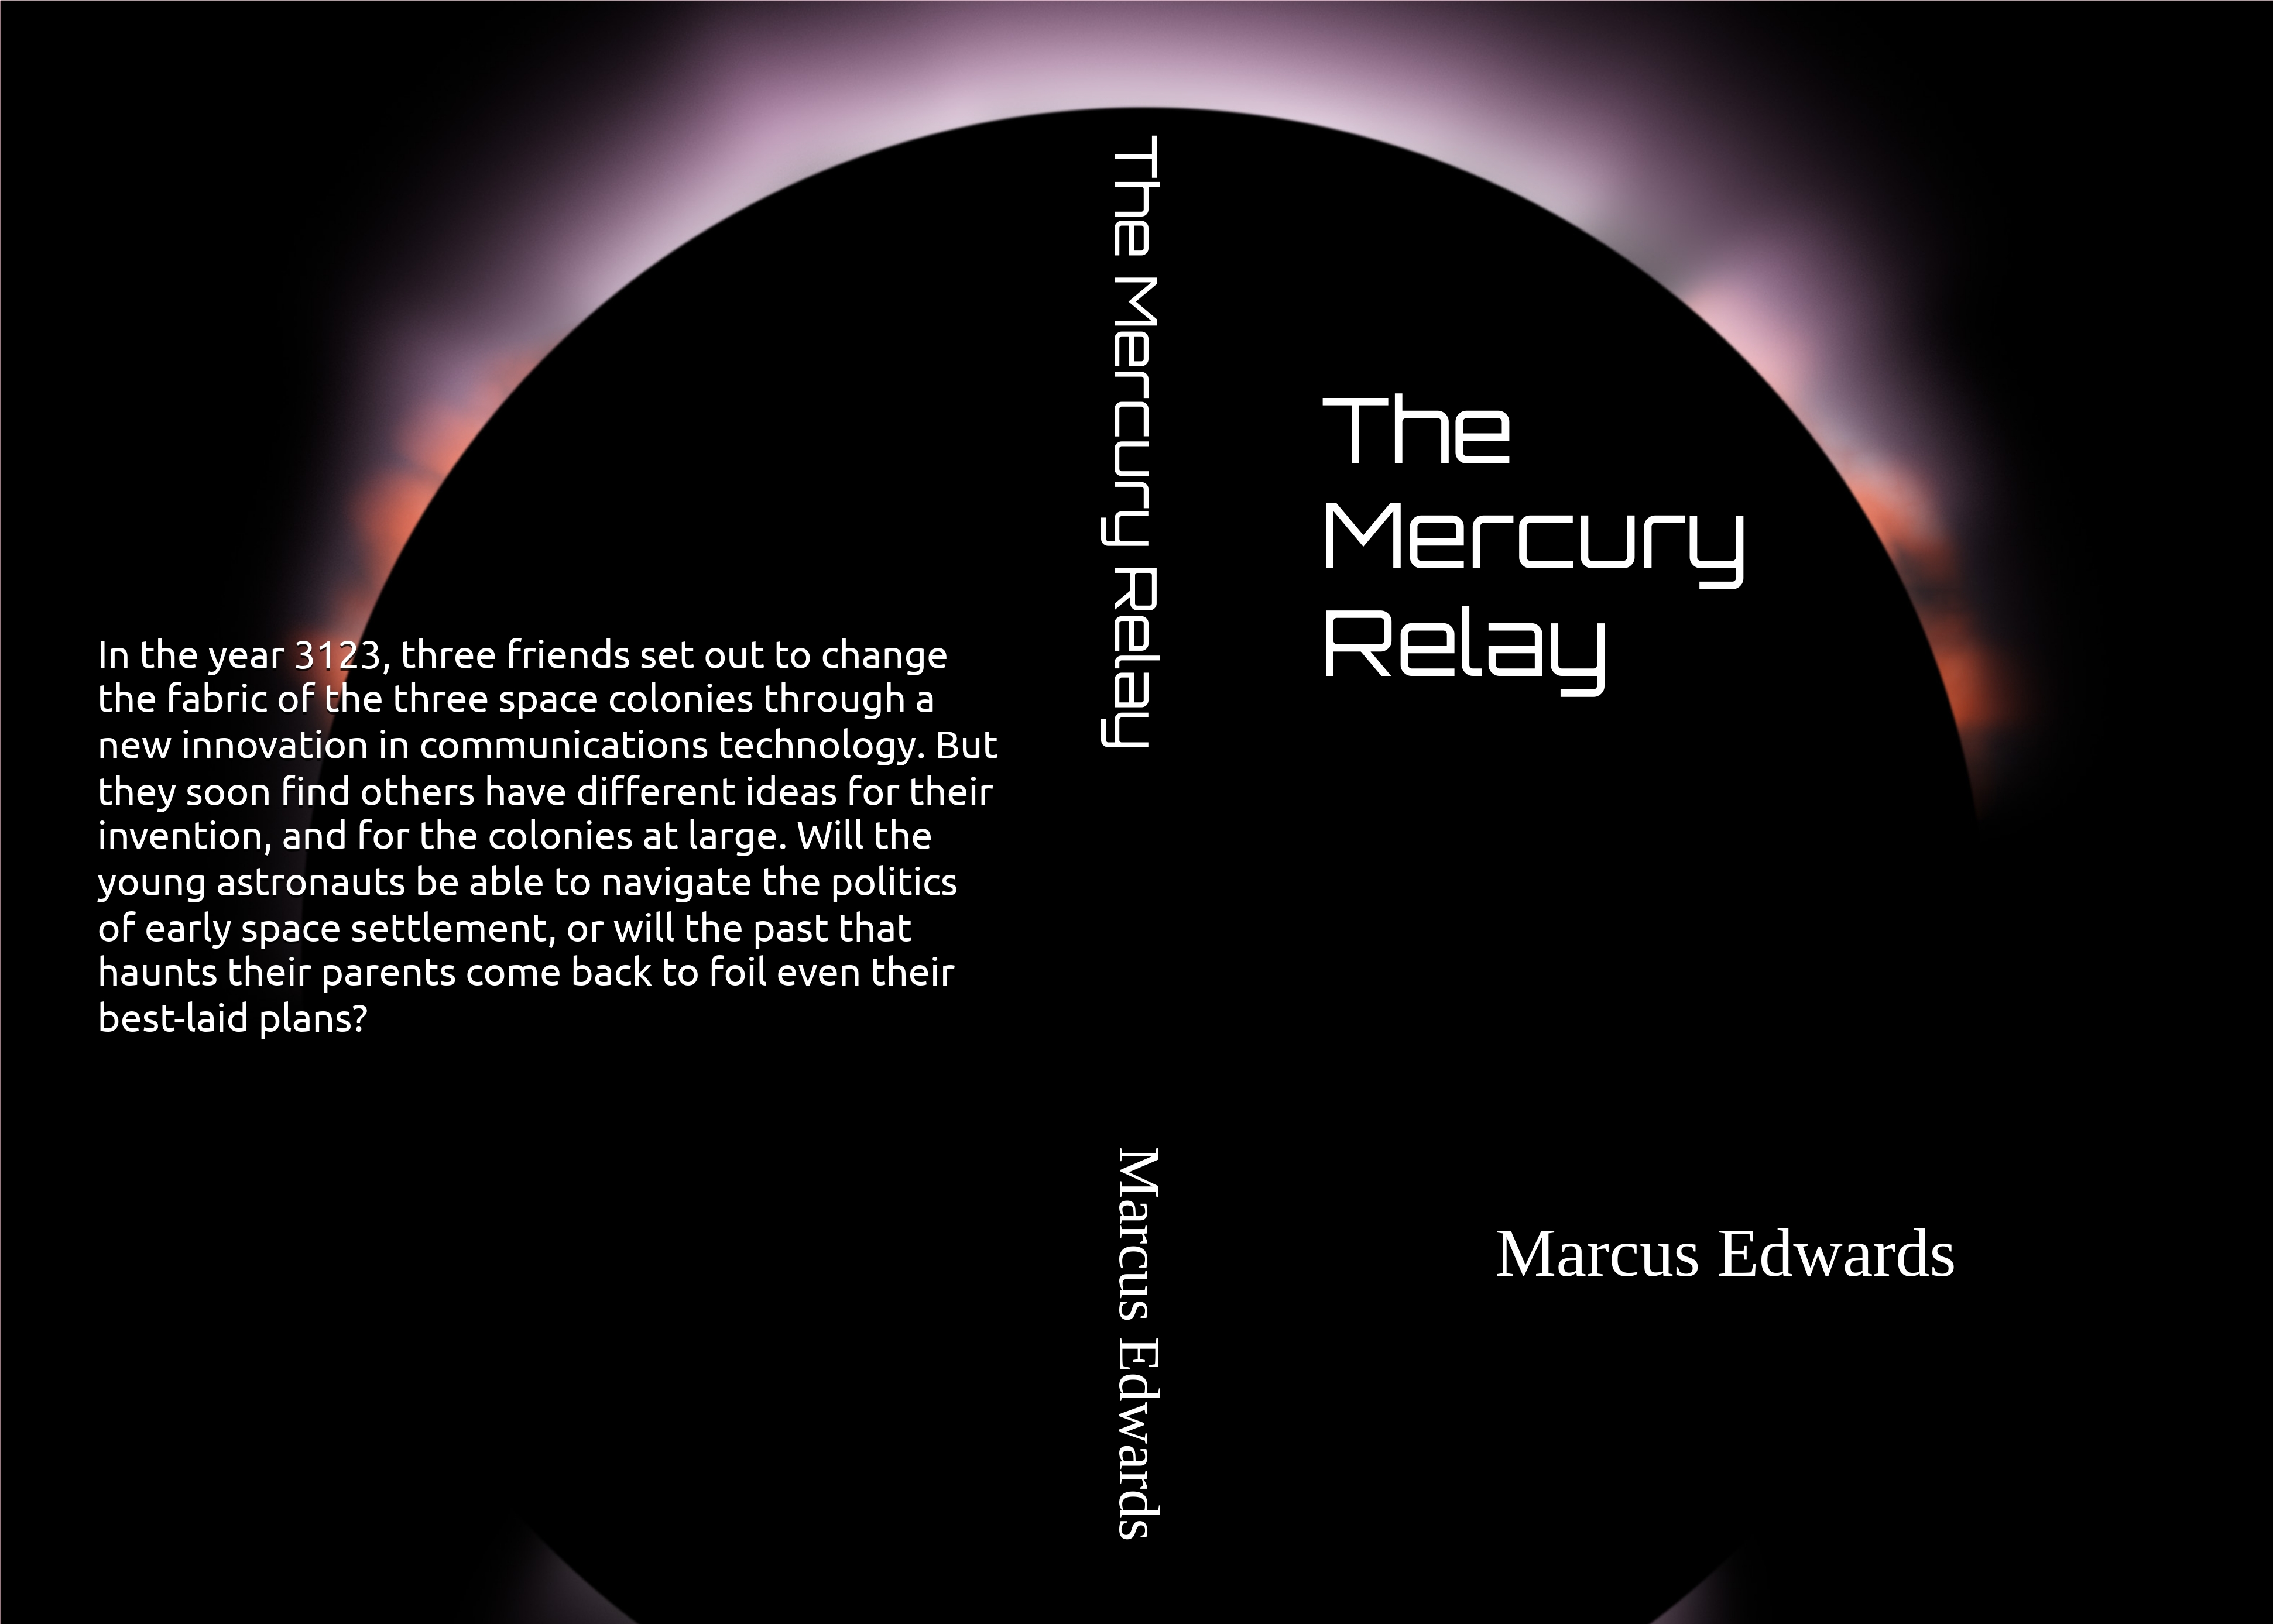 In the year 3123, three friends set out to change
the fabric of the three space colonies through a
new innovation in communications technology. But
they soon find others have different ideas for their
invention, and for the colonies at large. Will the
young astronauts be able to navigate the politics
of early space settlement, or will the past that
haunts their parents come back to foil even their
best-laid plans?
The Mercury Relay
Marcus Edwards
The
Mercury
Relay
Marcus Edwards